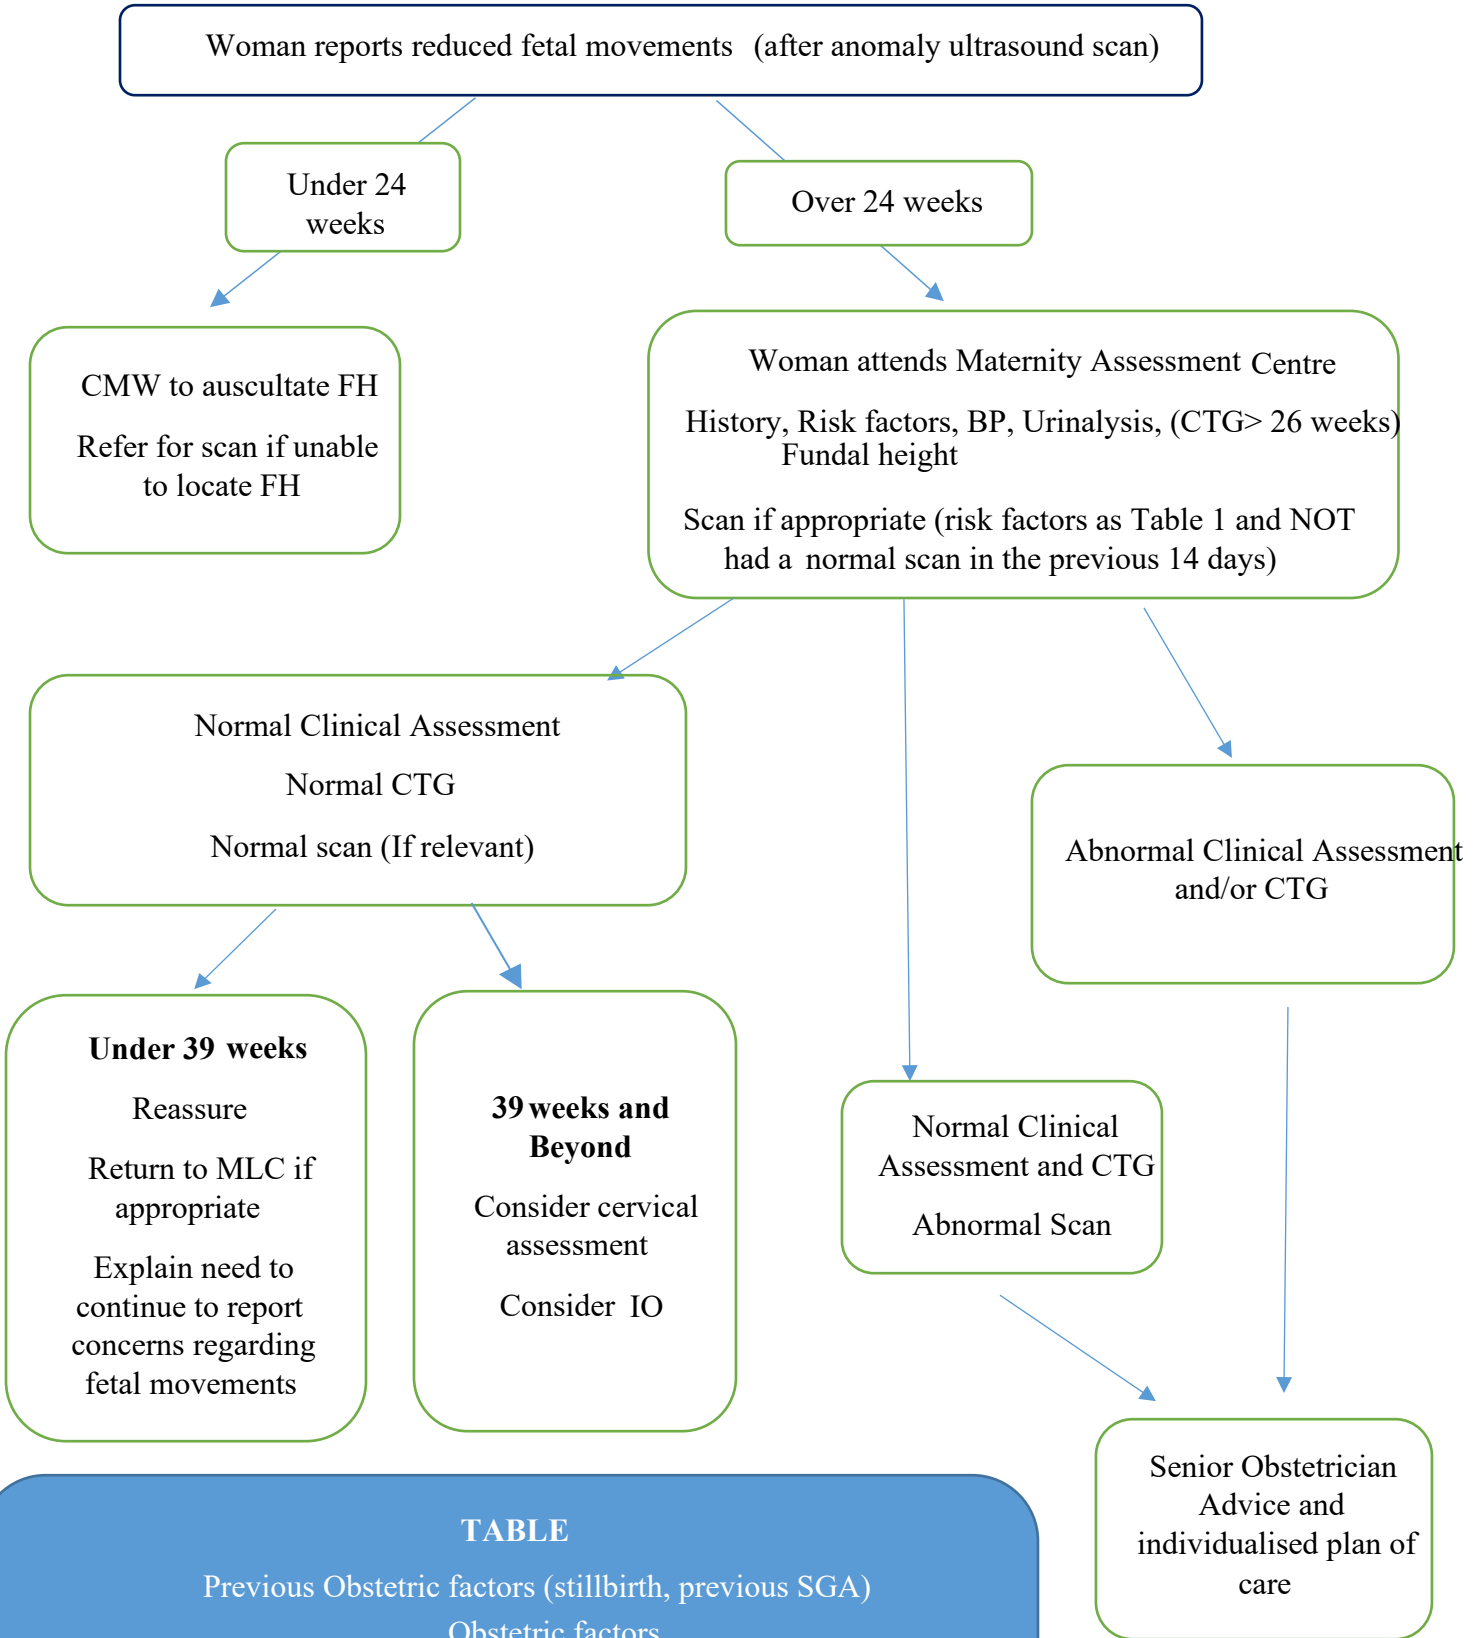 Woman reports reduced fetal movements (after anomaly ultrasound scan)
Under 24
weeks
Over 24 weeks
CMW to auscultate FH
Refer for scan if unable
to locate FH
Woman attends Maternity Assessment Centre
History, Risk factors, BP, Urinalysis, (CTG> 26 weeks)
Fundal height
Scan if appropriate (risk factors as Table 1 and NOT
had a normal scan in the previous 14 days)
Normal Clinical Assessment
Normal CTG
Normal scan (If relevant)
Abnormal Clinical Assessment
and/or CTG
Under 39 weeks
Reassure
Return to MLC if
appropriate
Explain need to
continue to report
concerns regarding
fetal movements
39 weeks and
Beyond
Consider cervical
assessment
Consider IO
Normal Clinical
Assessment and CTG
Abnormal Scan
Senior Obstetrician
Advice and
individualised plan of
care
TABLE
Previous Obstetric factors (stillbirth, previous SGA)
Obstetric factors